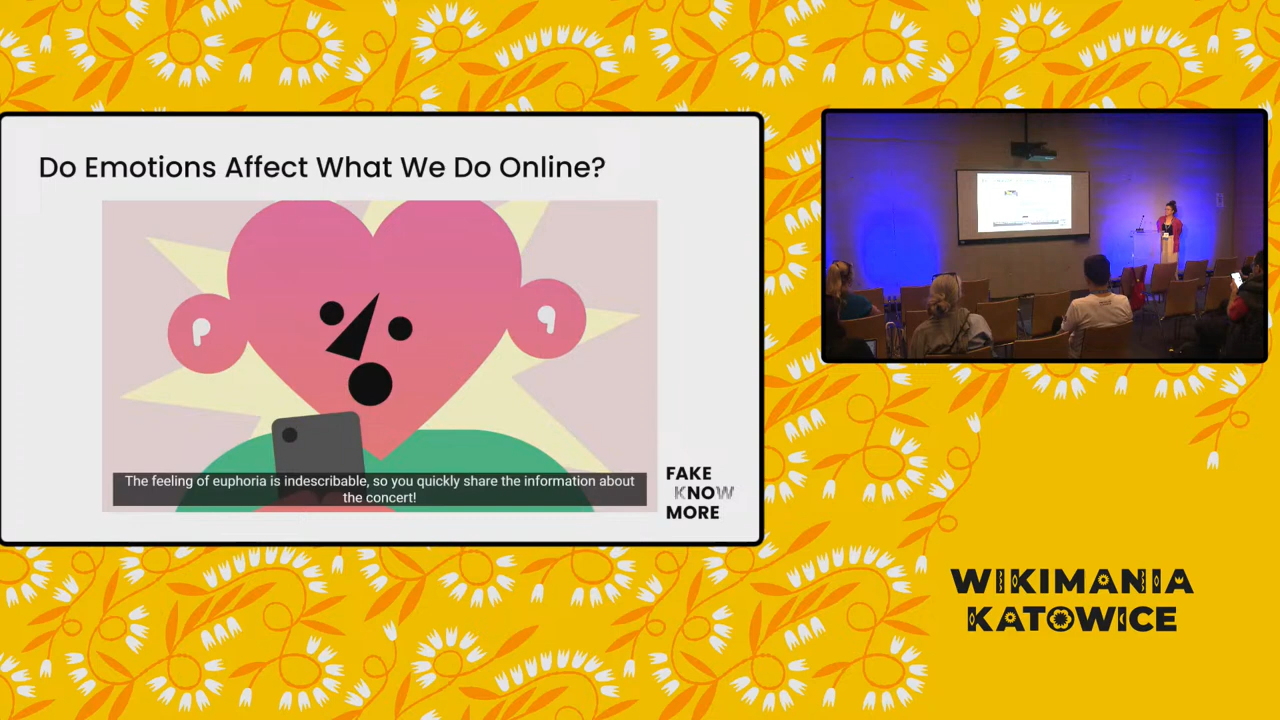 Do Emotions Affect What We Do Online?
The feeling of euphoria is indescribable, so you quickly share the information about
the concert!
FAKE
KNOW
MORE
WIKIMANIA
KATOWICE